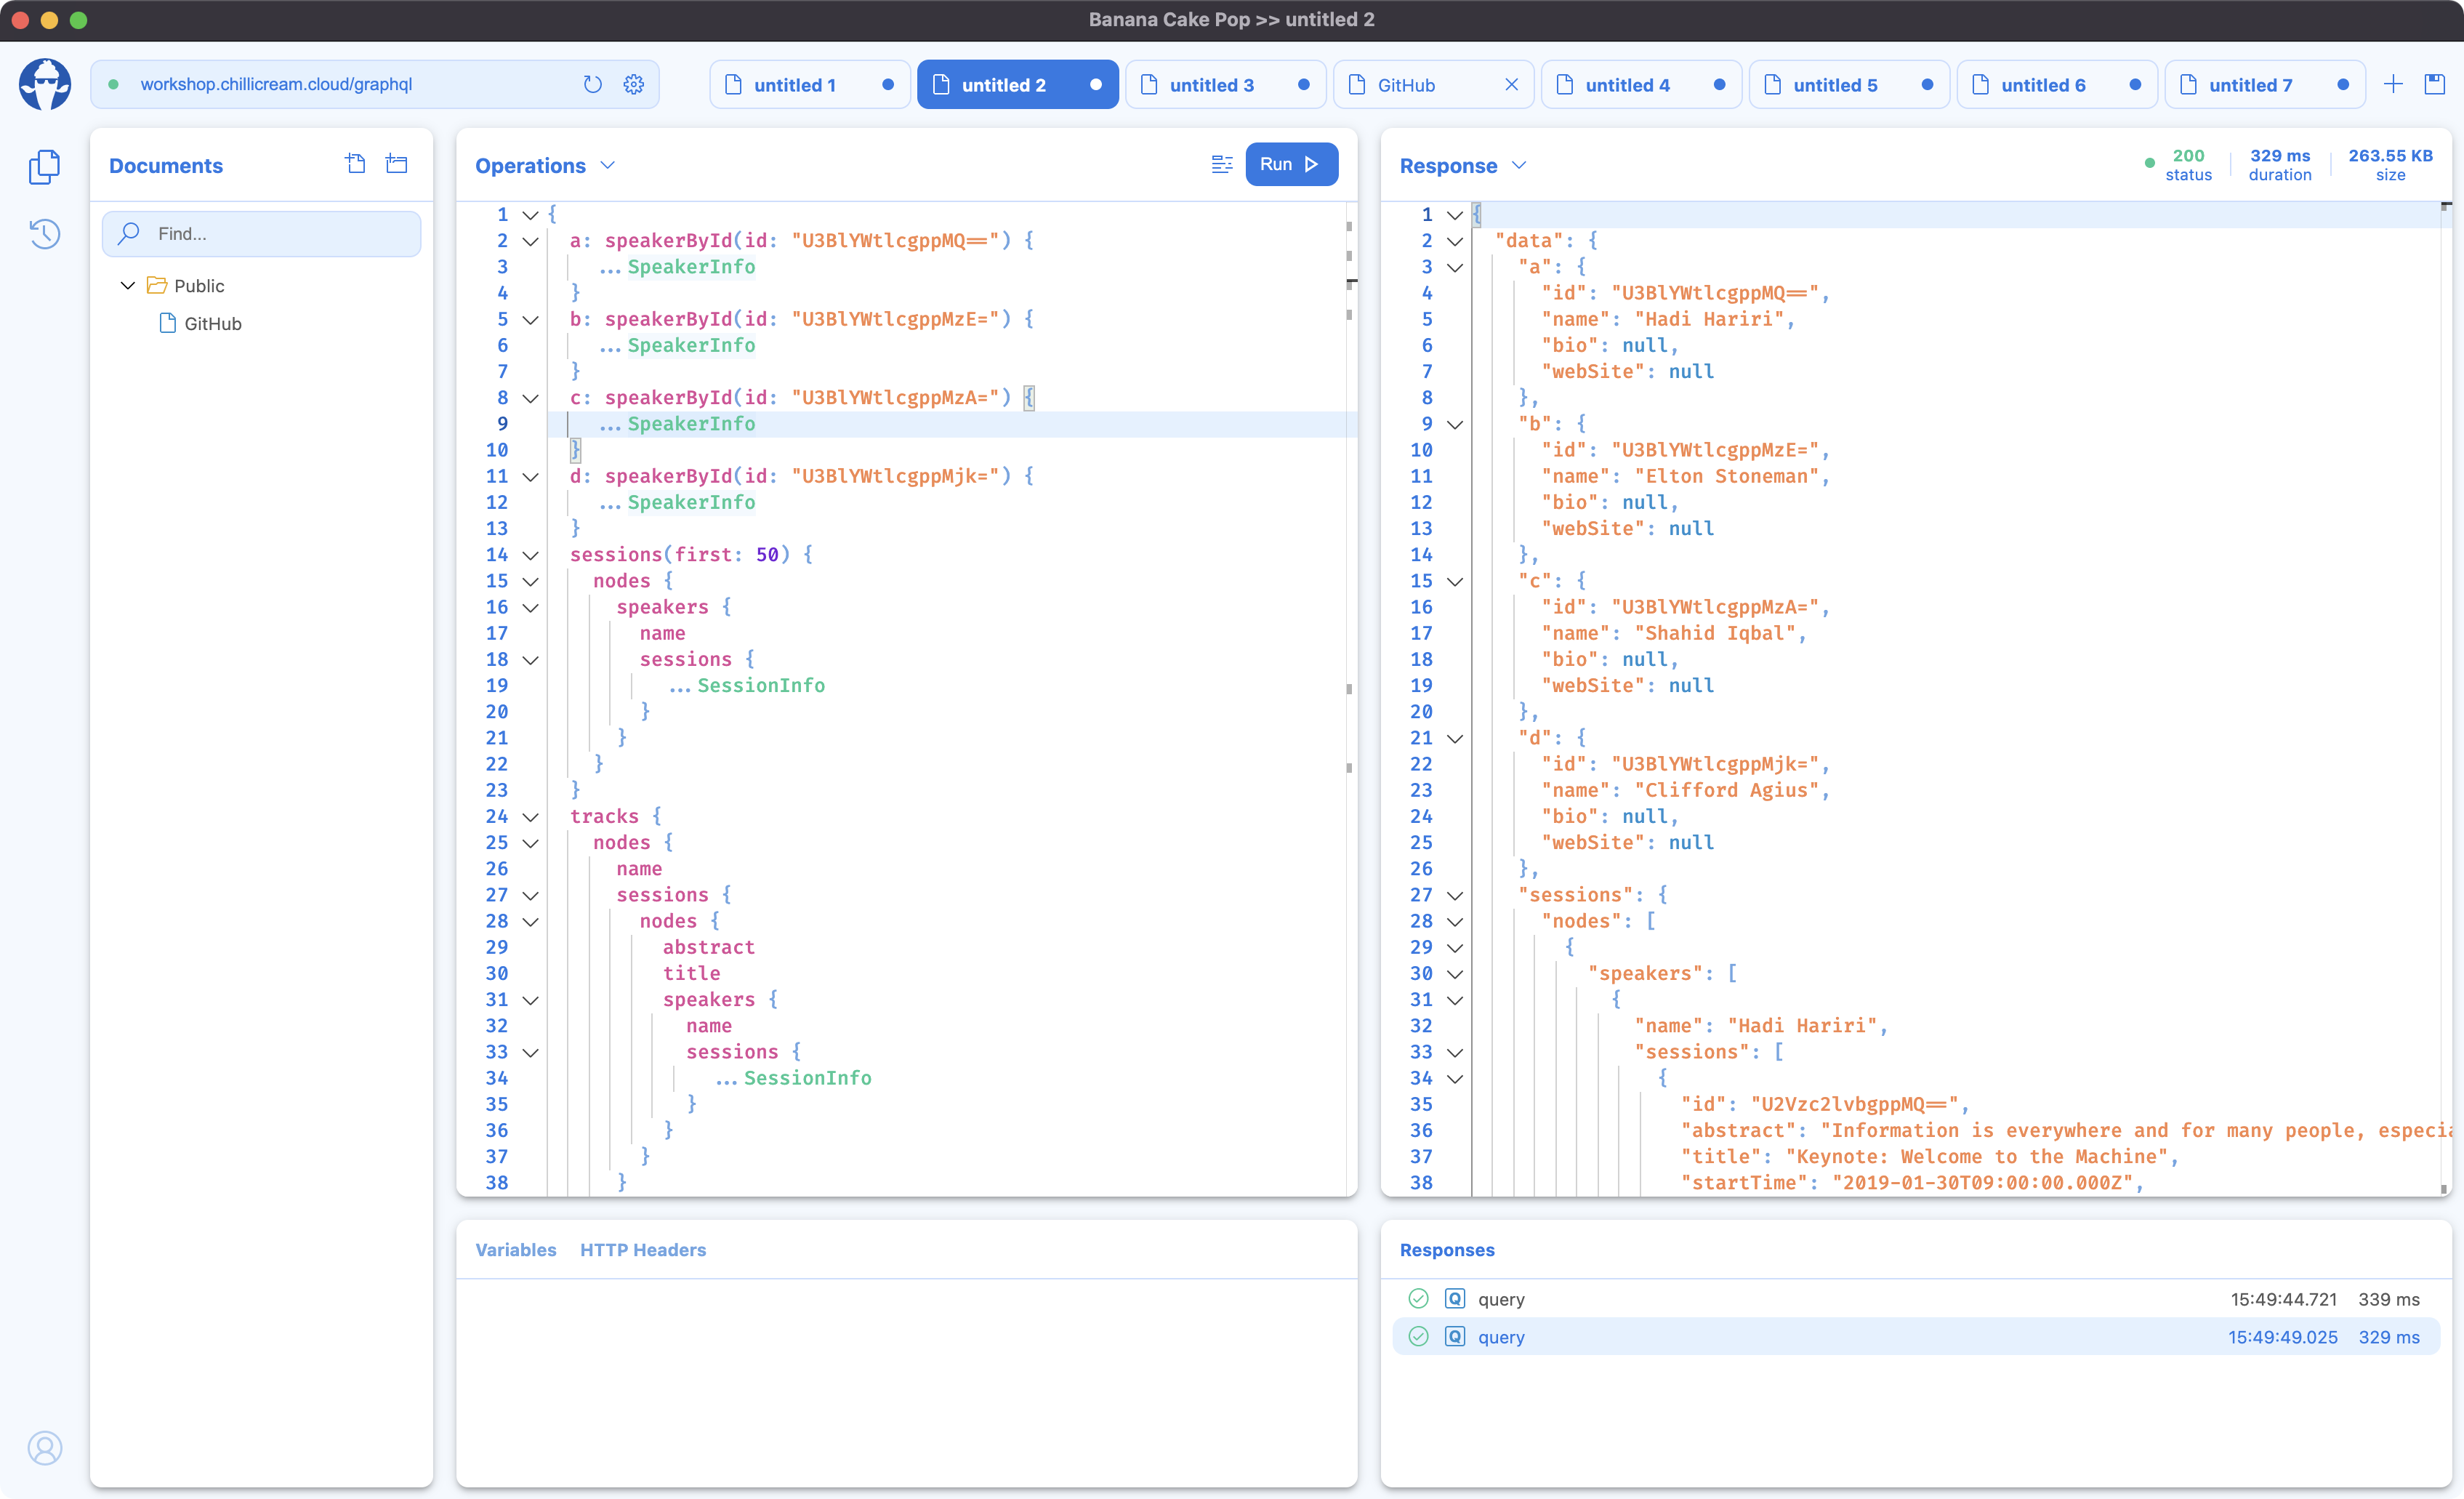 Banana Cake Pop >> untitled 2
workshop.chillicream.cloud/graphql
untitled 1
untitled 2
untitled 3
GitHub
untitled 4
untitled 5
untitled 6
untitled 7
Documents
Find...
Public
GitHub
Operations
Run
1 {
2 a: speakerById(id: "U3BlYWtlcgppMQ==") {
3 ...SpeakerInfo
4 }
5 b: speakerById(id: "U3BlYWtlcgppMzE=") {
6 ...SpeakerInfo
7 }
8 c: speakerById(id: "U3BlYWtlcgppMzA=") {
9 ...SpeakerInfo
10 }
11 d: speakerById(id: "U3BlYWtlcgppMjk=") {
12 ...SpeakerInfo
13 }
14 sessions(first: 50) {
15 nodes {
16 speakers {
17 name
18 sessions {
19 ...SessionInfo
20 }
21 }
22 }
23 }
24 tracks {
25 nodes {
26 name
27 sessions {
28 nodes {
29 abstract
30 title
31 speakers {
32 name
33 sessions {
34 ...SessionInfo
35 }
36 }
37 }
38 }
Response
200 status
329 ms duration
263.55 KB size
1 {
2 "data": {
3 "a": {
4 "id": "U3BlYWtlcgppMQ==",
5 "name": "Hadi Hariri",
6 "bio": null,
7 "webSite": null
8 },
9 "b": {
10 "id": "U3BlYWtlcgppMzE=",
11 "name": "Elton Stoneman",
12 "bio": null,
13 "webSite": null
14 },
15 "c": {
16 "id": "U3BlYWtlcgppMzA=",
17 "name": "Shahid Iqbal",
18 "bio": null,
19 "webSite": null
20 },
21 "d": {
22 "id": "U3BlYWtlcgppMjk=",
23 "name": "Clifford Agius",
24 "bio": null,
25 "webSite": null
26 },
27 "sessions": {
28 "nodes": [
29 {
30 "speakers": [
31 {
32 "name": "Hadi Hariri",
33 "sessions": [
34 {
35 "id": "U2Vzc2lvbgppMQ==",
36 "abstract": "Information is everywhere and for many people, especia
37 "title": "Keynote: Welcome to the Machine",
38 "startTime": "2019-01-30T09:00:00.000Z",
Variables HTTP Headers
Responses
Q query 15:49:44.721 339 ms
Q query 15:49:49.025 329 ms